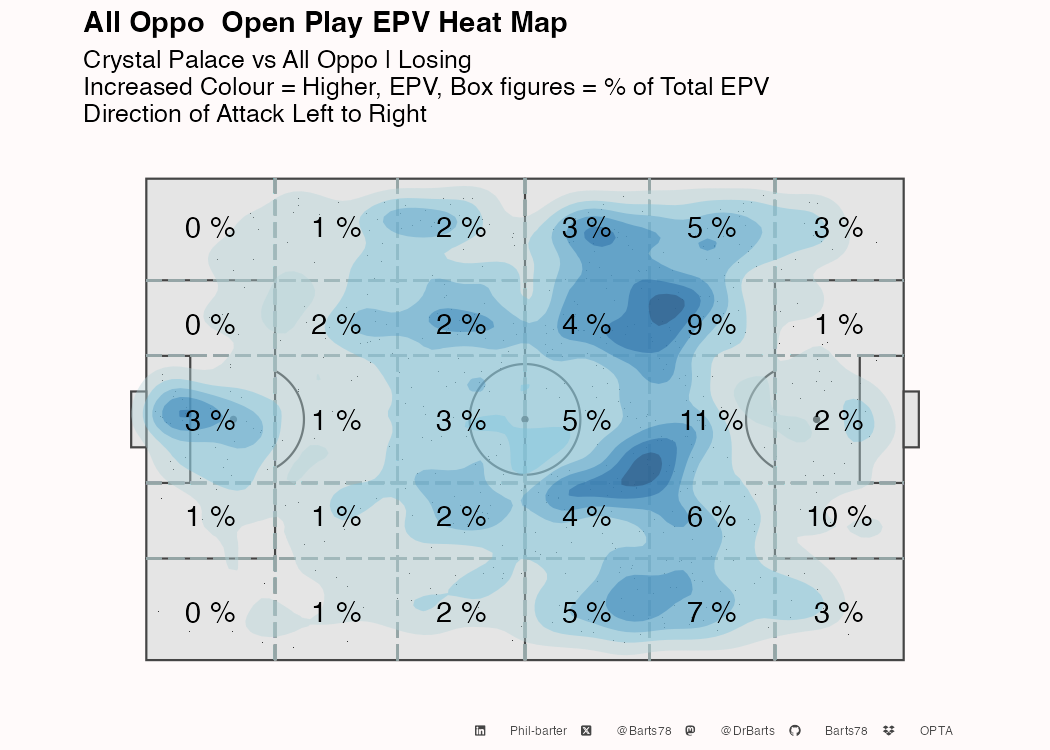 All Oppo  Open Play EPV Heat Map
Crystal Palace vs All Oppo | Losing
Increased Colour = Higher, EPV, Box figures = % of Total EPV
Direction of Attack Left to Right
0 % 1 % 2 % 3 % 5 % 3 %
0 % 2 % 2 % 4 % 9 % 1 %
3 % 1 % 3 % 5 % 11 % 2 %
1 % 1 % 2 % 4 % 6 % 10 %
0 % 1 % 2 % 5 % 7 % 3 %
Phil-barter @Barts78 @DrBarts Barts78 OPTA